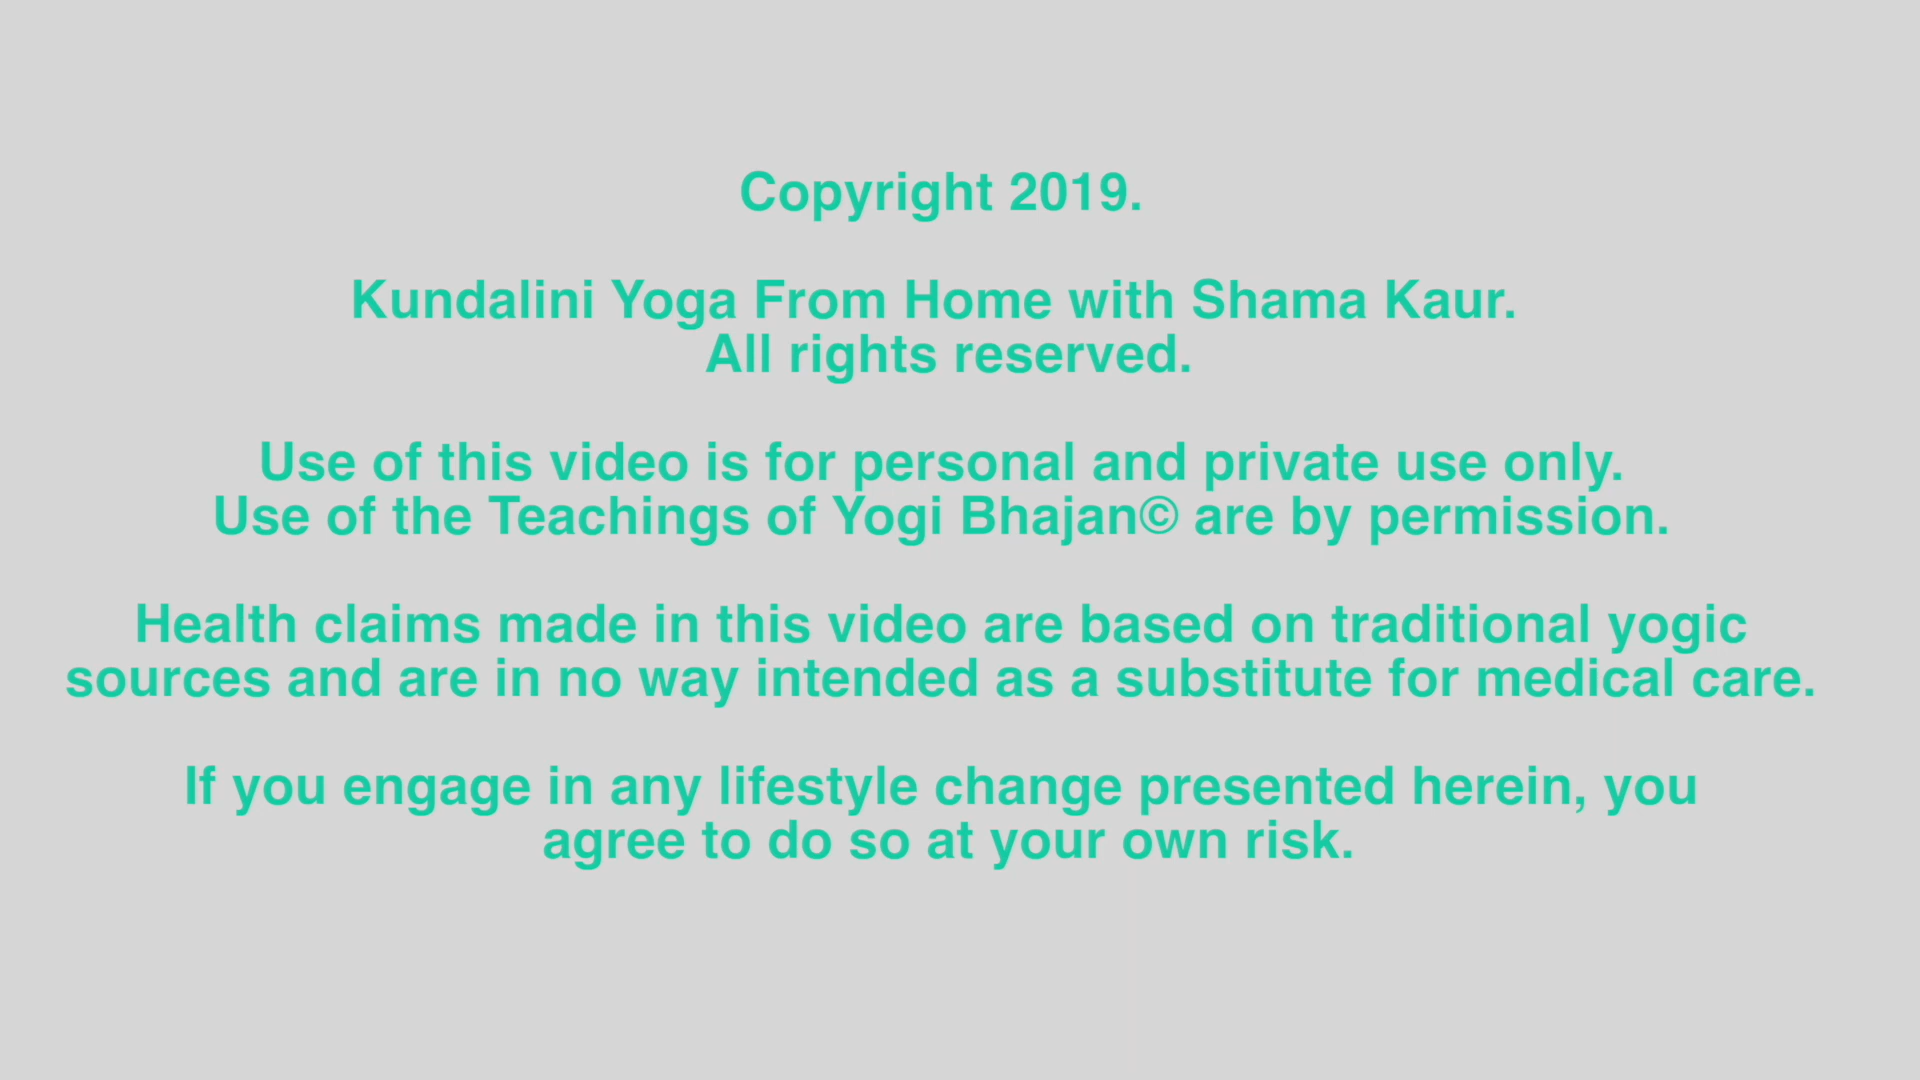 Copyright 2019.
Kundalini Yoga From Home with Shama Kaur.
All rights reserved.
Use of this video is for personal and private use only.
Use of the Teachings of Yogi Bhajan© are by permission.
Health claims made in this video are based on traditional yogic
sources and are in no way intended as a substitute for medical care.
If you engage in any lifestyle change presented herein, you
agree to do so at your own risk.